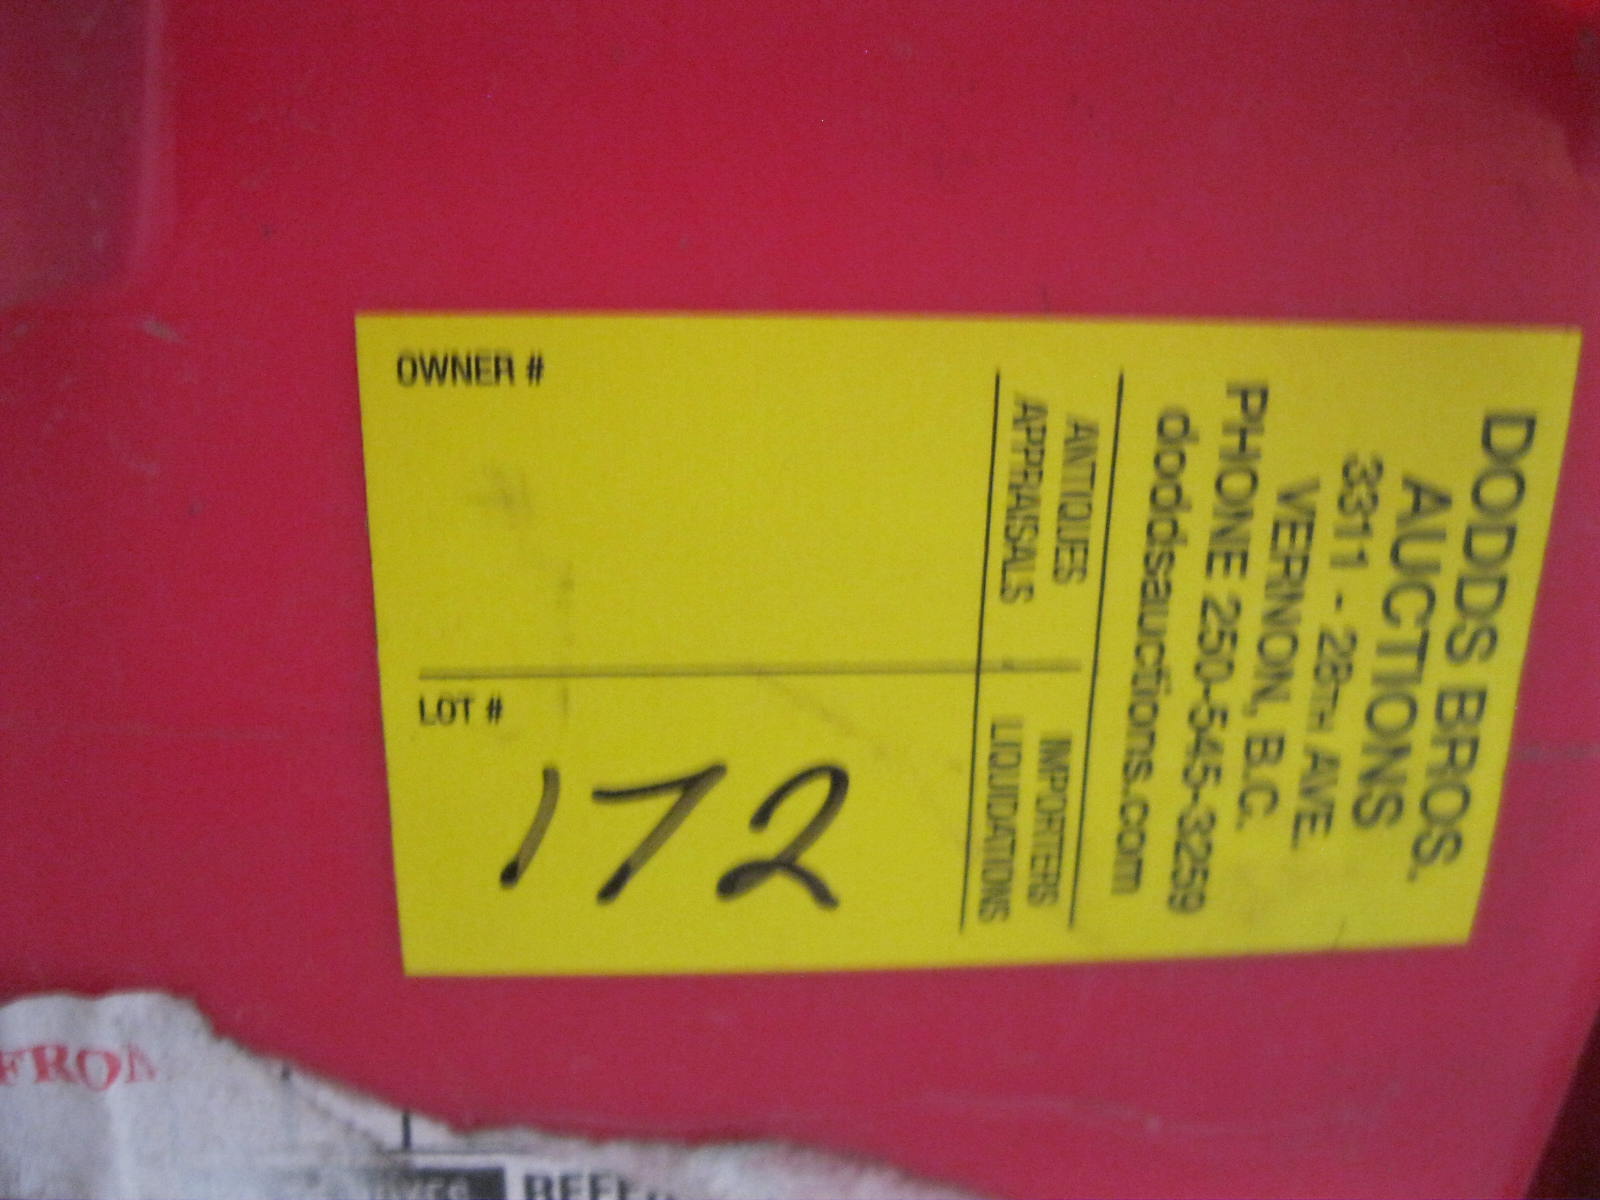 DODDS BROS.
AUCTIONS
3311 - 28TH AVE.
VERNON, B.C.
PHONE 250-545-3259
doddsauctions.com
ANTIQUES IMPORTERS
APPRAISALS LIQUIDATIONS
OWNER #
LOT #
172
FROM